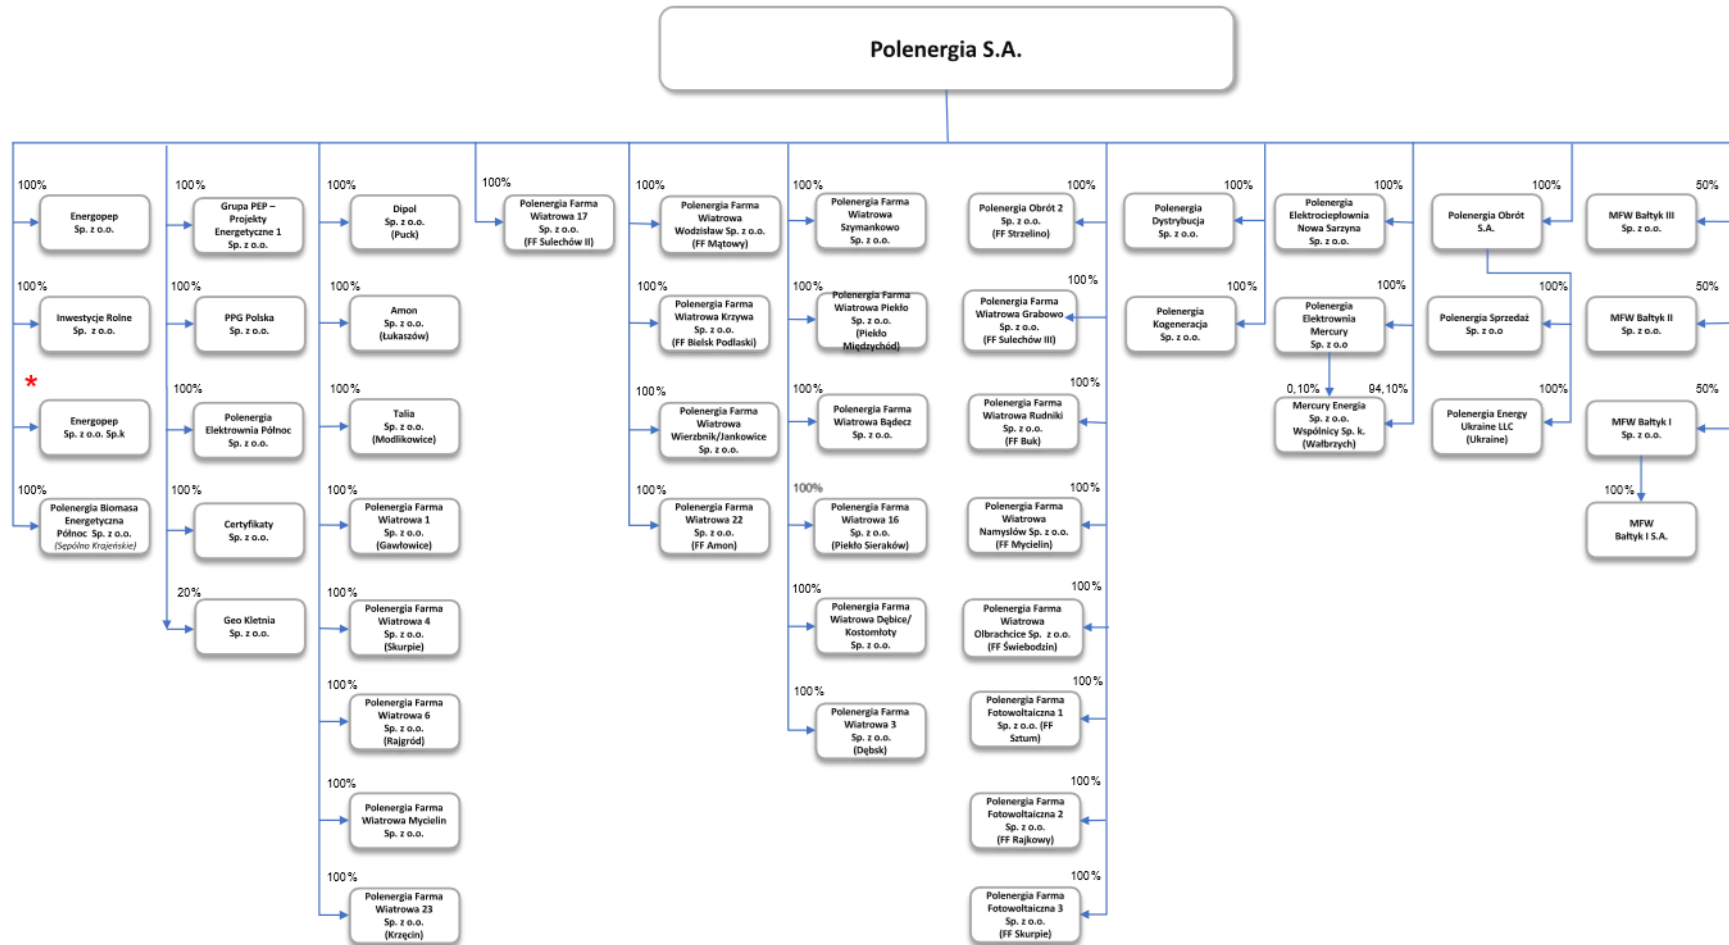 Polenergia S.A.
100%
Energopep
Sp. z o.o.
100%
Inwestycje Rolne
Sp. z o.o.
*
Energopep
Sp. z o.o. Sp.k
100%
Polenergia Biomasa
Energetyczna
Północ Sp. z o.o.
(Sępólno Krajeńskie)
100%
Grupa PEP –
Projekty
Energetyczne 1
Sp. z o.o.
100%
PPG Polska
Sp. z o.o.
100%
Polenergia
Elektrownia Północ
Sp. z o.o.
100%
Certyfikaty
Sp. z o.o.
20%
Geo Kletnia
Sp. z o.o.
100%
Dipol
Sp. z o.o.
(Puck)
100%
Amon
Sp. z o.o.
(Łukaszów)
100%
Talia
Sp. z o.o.
(Modlikowice)
100%
Polenergia Farma
Wiatrowa 1
Sp. z o.o.
(Gawłowice)
100%
Polenergia Farma
Wiatrowa 4
Sp. z o.o.
(Skurpie)
100%
Polenergia Farma
Wiatrowa 6
Sp. z o.o.
(Rajgród)
100%
Polenergia Farma
Wiatrowa Mycielin
Sp. z o.o.
100%
Polenergia Farma
Wiatrowa 23
Sp. z o.o.
(Krzęcin)
100%
Polenergia Farma
Wiatrowa 17
Sp. z o.o.
(FF Sulechów II)
100%
Polenergia Farma
Wiatrowa
Wodzisław Sp. z o.o.
(FF Mątowy)
100%
Polenergia Farma
Wiatrowa Krzywa
Sp. z o.o.
(FF Bielsk Podlaski)
100%
Polenergia Farma
Wiatrowa
Wierzbnik/Jankowice
Sp. z o.o.
100%
Polenergia Farma
Wiatrowa 22
Sp. z o.o.
(FF Amon)
100%
Polenergia Farma
Wiatrowa
Szymankowo
Sp. z o.o.
100%
Polenergia Farma
Wiatrowa Piekło
Sp. z o.o.
(Piekło
Międzychód)
100%
Polenergia Farma
Wiatrowa Bądecz
Sp. z o.o.
100%
Polenergia Farma
Wiatrowa 16
Sp. z o.o.
(Piekło Sieraków)
100%
Polenergia Farma
Wiatrowa Dębice/
Kostomłoty
Sp. z o.o.
100%
Polenergia Farma
Wiatrowa 3
Sp. z o.o.
(Dębsk)
100%
Polenergia Obrót 2
Sp. z o.o.
(FF Strzelino)
100%
Polenergia Farma
Wiatrowa Grabowo
Sp. z o.o.
(FF Sulechów III)
100%
Polenergia Farma
Wiatrowa Rudniki
Sp. z o.o.
(FF Buk)
100%
Polenergia Farma
Wiatrowa
Namysłów Sp. z o.o.
(FF Mycielin)
100%
Polenergia Farma
Wiatrowa
Olbrachcice Sp. z o.o.
(FF Świebodzin)
100%
Polenergia Farma
Fotowoltaiczna 1
Sp. z o.o. (FF
Sztum)
100%
Polenergia Farma
Fotowoltaiczna 2
Sp. z o.o.
(FF Rajkowy)
100%
Polenergia Farma
Fotowoltaiczna 3
Sp. z o.o.
(FF Skurpie)
100%
Polenergia
Dystrybucja
Sp. z o.o.
100%
Polenergia
Kogeneracja
Sp. z o.o.
100%
Polenergia
Elektrociepłownia
Nowa Sarzyna
Sp. z o.o.
100%
Polenergia
Elektrownia
Mercury
Sp. z o.o
0,10% 94,10%
Mercury Energia
Sp. z o.o.
Wspólnicy Sp. k.
(Wałbrzych)
100%
Polenergia Obrót
S.A.
100%
Polenergia Sprzedaż
Sp. z o.o
100%
Polenergia Energy
Ukraine LLC
(Ukraine)
50%
MFW Bałtyk III
Sp. z o.o.
50%
MFW Bałtyk II
Sp. z o.o.
50%
MFW Bałtyk I
Sp. z o.o.
100%
MFW
Bałtyk I S.A.